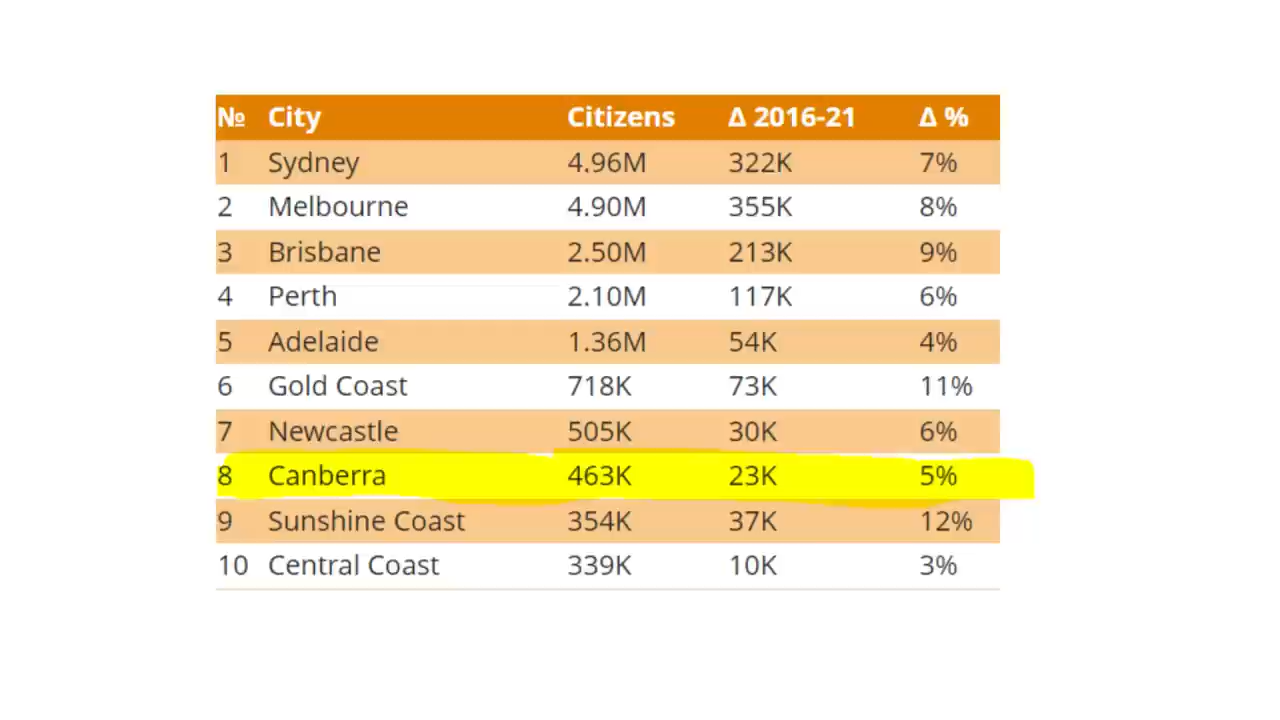 № City Citizens Δ 2016-21 Δ %
1 Sydney 4.96M 322K 7%
2 Melbourne 4.90M 355K 8%
3 Brisbane 2.50M 213K 9%
4 Perth 2.10M 117K 6%
5 Adelaide 1.36M 54K 4%
6 Gold Coast 718K 73K 11%
7 Newcastle 505K 30K 6%
8 Canberra 463K 23K 5%
9 Sunshine Coast 354K 37K 12%
10 Central Coast 339K 10K 3%